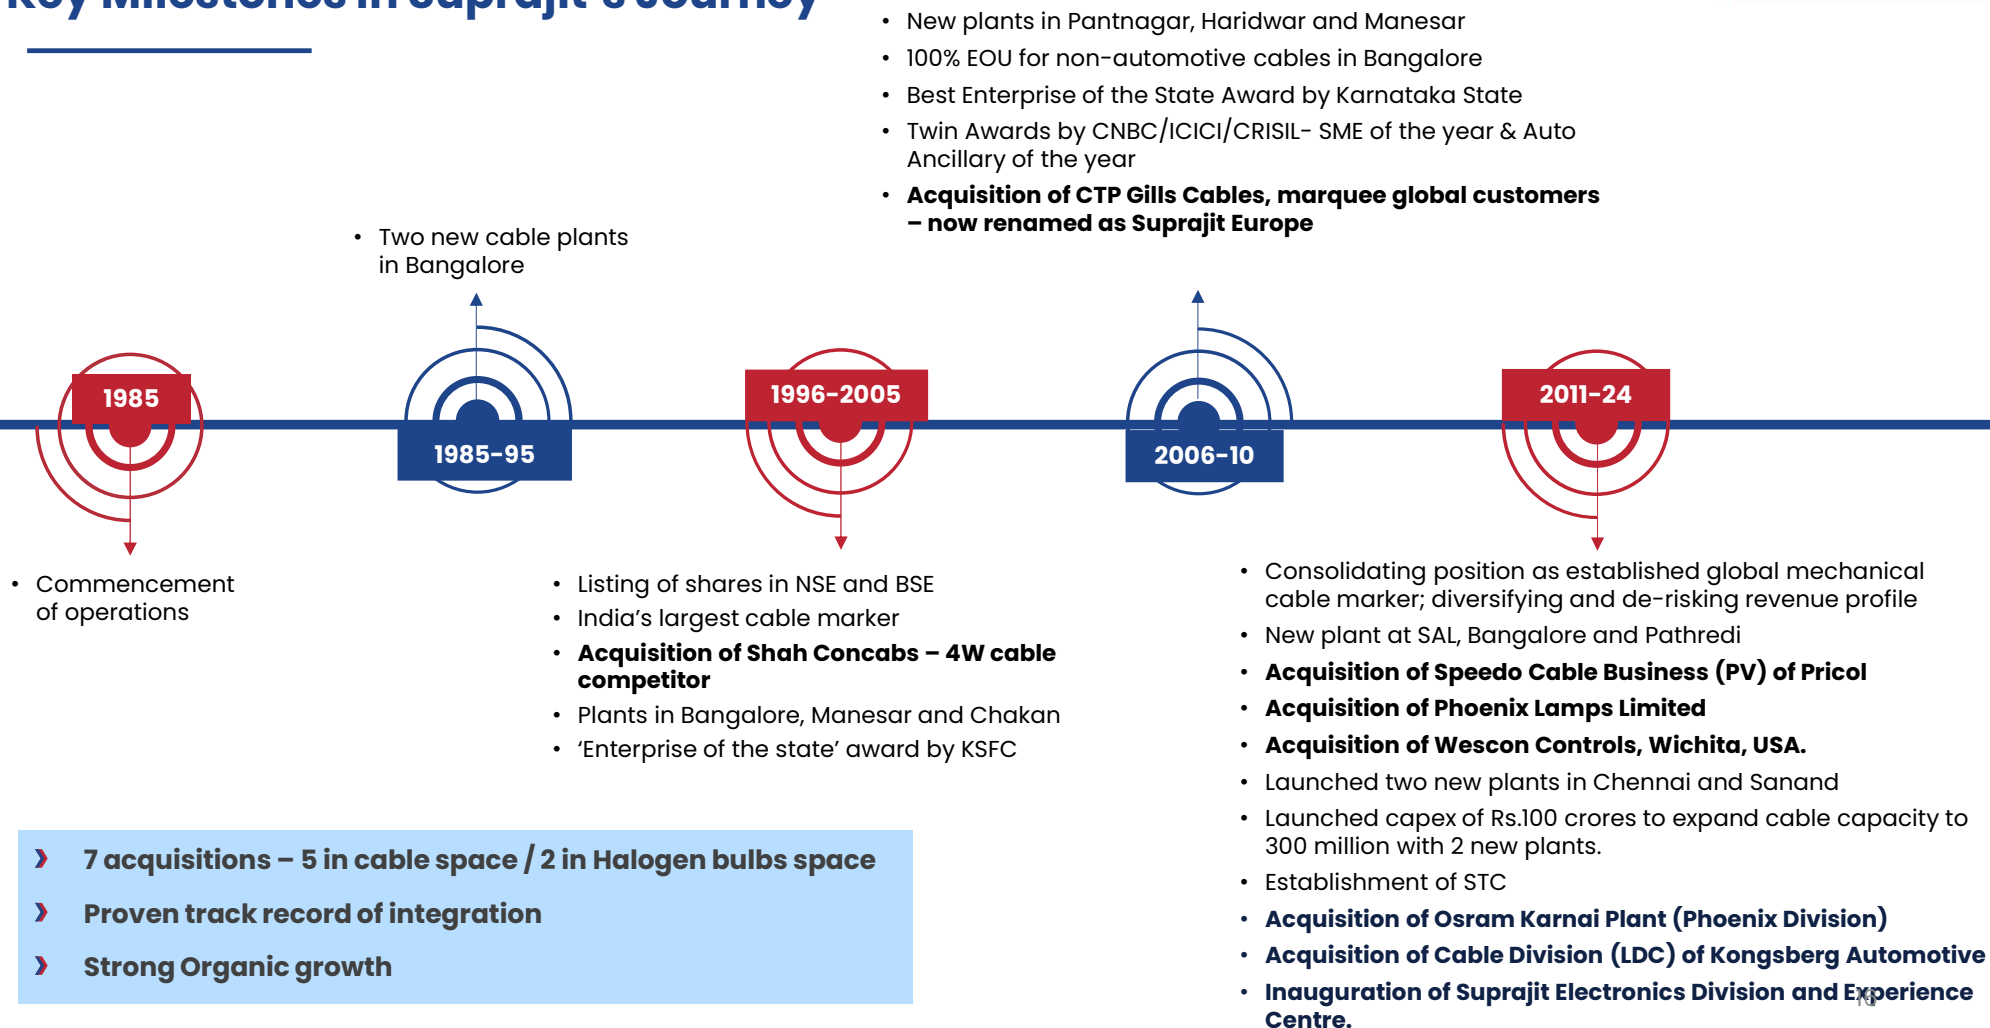 Key Milestones in Suprajit's Journey
• New plants in Pantnagar, Haridwar and Manesar
• 100% EOU for non-automotive cables in Bangalore
• Best Enterprise of the State Award by Karnataka State
• Twin Awards by CNBC/ICICI/CRISIL- SME of the year & Auto
Ancillary of the year
• Acquisition of CTP Gills Cables, marquee global customers
– now renamed as Suprajit Europe
• Two new cable plants
in Bangalore
1985
1985-95
1996-2005
2006-10
2011-24
• Commencement
of operations
• Listing of shares in NSE and BSE
• India’s largest cable marker
• Acquisition of Shah Concabs – 4W cable
competitor
• Plants in Bangalore, Manesar and Chakan
• ‘Enterprise of the state’ award by KSFC
• Consolidating position as established global mechanical
cable marker; diversifying and de-risking revenue profile
• New plant at SAL, Bangalore and Pathredi
• Acquisition of Speedo Cable Business (PV) of Pricol
• Acquisition of Phoenix Lamps Limited
• Acquisition of Wescon Controls, Wichita, USA.
• Launched two new plants in Chennai and Sanand
• Launched capex of Rs.100 crores to expand cable capacity to
300 million with 2 new plants.
• Establishment of STC
• Acquisition of Osram Karnai Plant (Phoenix Division)
• Acquisition of Cable Division (LDC) of Kongsberg Automotive
• Inauguration of Suprajit Electronics Division and Experience
Centre.
7 acquisitions – 5 in cable space / 2 in Halogen bulbs space
Proven track record of integration
Strong Organic growth
16